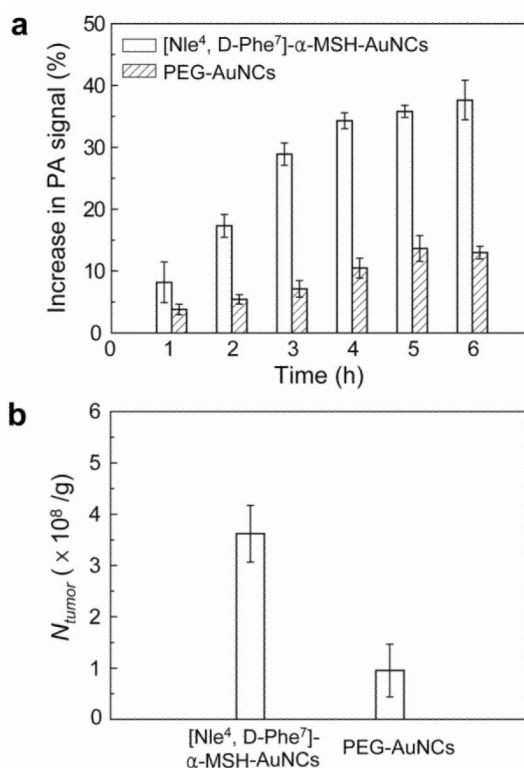 a
50
40
30
20
10
0
[Nle⁴, D-Phe⁷]-α-MSH-AuNCs
PEG-AuNCs
Increase in PA signal (%)
0 1 2 3 4 5 6
Time (h)
b
6
5
4
3
2
1
0
N_tumor ( x 10⁸ /g)
[Nle⁴, D-Phe⁷]-
α-MSH-AuNCs
PEG-AuNCs